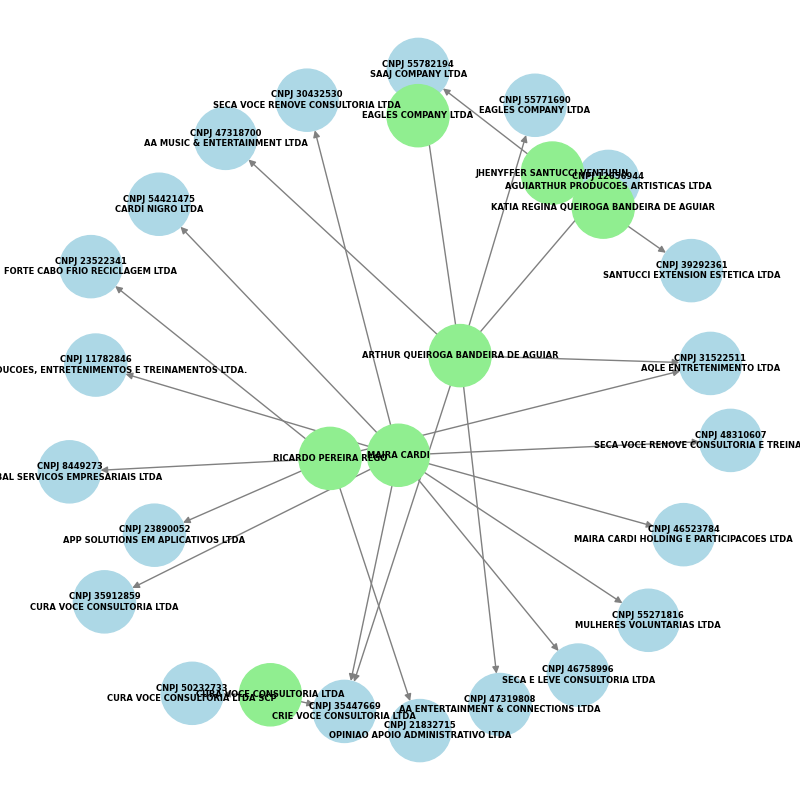 CNPJ 55782194
SAAJ COMPANY LTDA
CNPJ 30432530
SECA VOCE RENOVE CONSULTORIA LTDA
EAGLES COMPANY LTDA
CNPJ 55771690
EAGLES COMPANY LTDA
CNPJ 47318700
AA MUSIC & ENTERTAINMENT LTDA
JHENYFFER SANTUCCI VENTURIN
CNPJ 12656944
AGUIARTHUR PRODUCOES ARTISTICAS LTDA
KATIA REGINA QUEIROGA BANDEIRA DE AGUIAR
CNPJ 54421475
CARDI NIGRO LTDA
CNPJ 23522341
FORTE CABO FRIO RECICLAGEM LTDA
CNPJ 39292361
SANTUCCI EXTENSION ESTETICA LTDA
ARTHUR QUEIROGA BANDEIRA DE AGUIAR
CNPJ 11782846
DUCOES, ENTRETENIMENTOS E TREINAMENTOS LTDA.
CNPJ 31522511
AQLE ENTRETENIMENTO LTDA
CNPJ 48310607
SECA VOCE RENOVE CONSULTORIA E TREINA
RICARDO PEREIRA REGO
MAIRA CARDI
CNPJ 8449273
BAL SERVICOS EMPRESARIAIS LTDA
CNPJ 23890052
APP SOLUTIONS EM APLICATIVOS LTDA
CNPJ 46523784
MAIRA CARDI HOLDING E PARTICIPACOES LTDA
CNPJ 35912859
CURA VOCE CONSULTORIA LTDA
CNPJ 55271816
MULHERES VOLUNTARIAS LTDA
CNPJ 46758996
SECA E LEVE CONSULTORIA LTDA
CNPJ 50232733
CURA VOCE CONSULTORIA LTDA SCP
CURA VOCE CONSULTORIA LTDA
CNPJ 35447669
CRIE VOCE CONSULTORIA LTDA
CNPJ 47319808
AA ENTERTAINMENT & CONNECTIONS LTDA
CNPJ 21832715
OPINIAO APOIO ADMINISTRATIVO LTDA